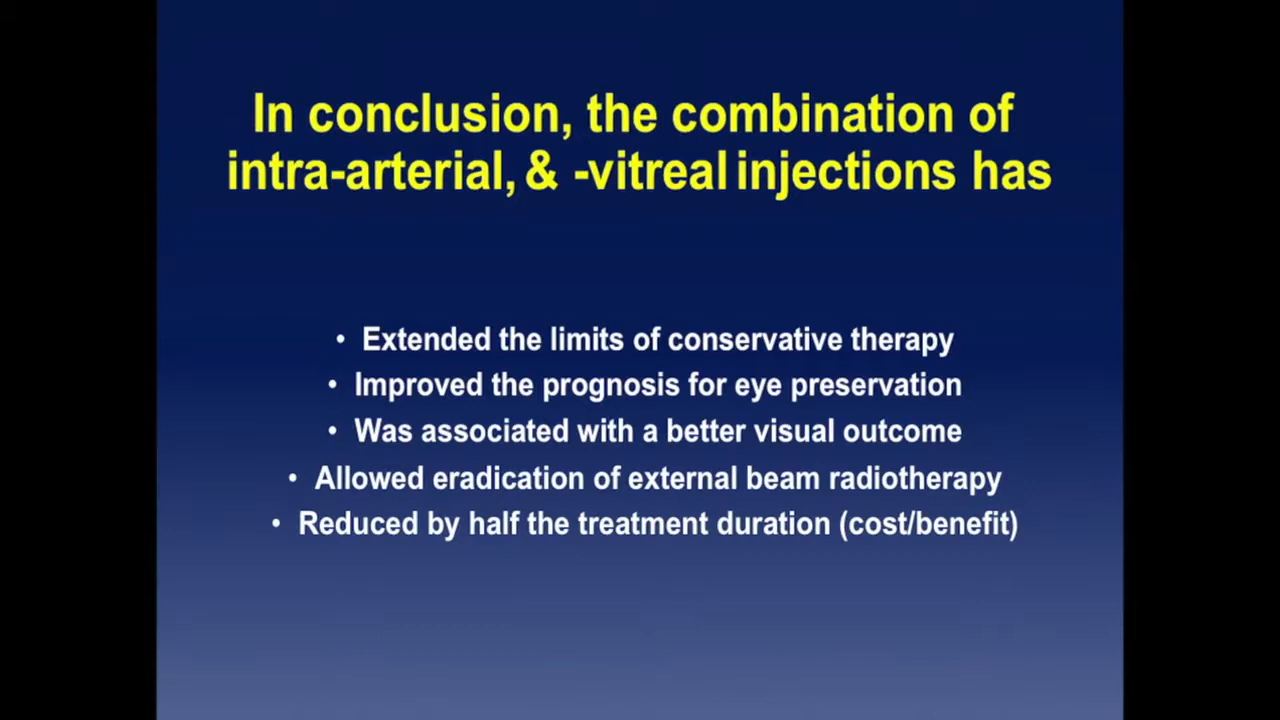 In conclusion, the combination of
intra-arterial, & -vitreal injections has
• Extended the limits of conservative therapy
• Improved the prognosis for eye preservation
• Was associated with a better visual outcome
• Allowed eradication of external beam radiotherapy
• Reduced by half the treatment duration (cost/benefit)